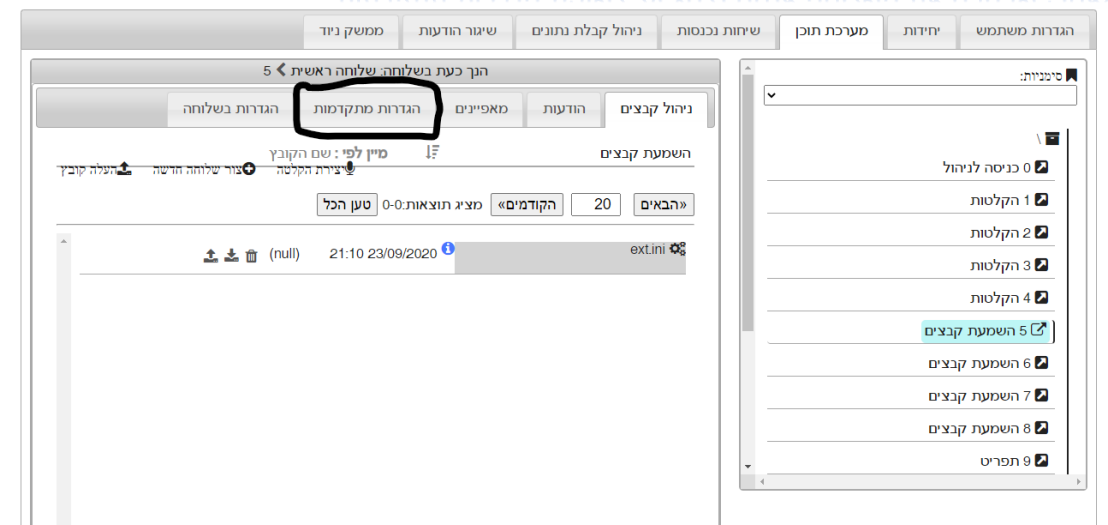 הגדרות משתמש יחידות מערכת תוכן שיחות נכנסות ניהול קבלת נתונים שיגור הודעות ממשק ניוד
סימניות:
\
0 כניסה לניהול
1 הקלטות
2 הקלטות
3 הקלטות
4 הקלטות
5 השמעת קבצים
6 השמעת קבצים
7 השמעת קבצים
8 השמעת קבצים
9 תפריט
הנך כעת בשלוחה: שלוחה ראשית 5
ניהול קבצים הודעות מאפיינים הגדרות מתקדמות הגדרות בשלוחה
השמעת קבצים מיין לפי : שם הקובץ
יצירת הקלטה צור שלוחה חדשה העלה קובץ
«הבאים 20 הקודמים» מציג תוצאות:0-0 טען הכל
ext.ini 21:10 23/09/2020 (null)